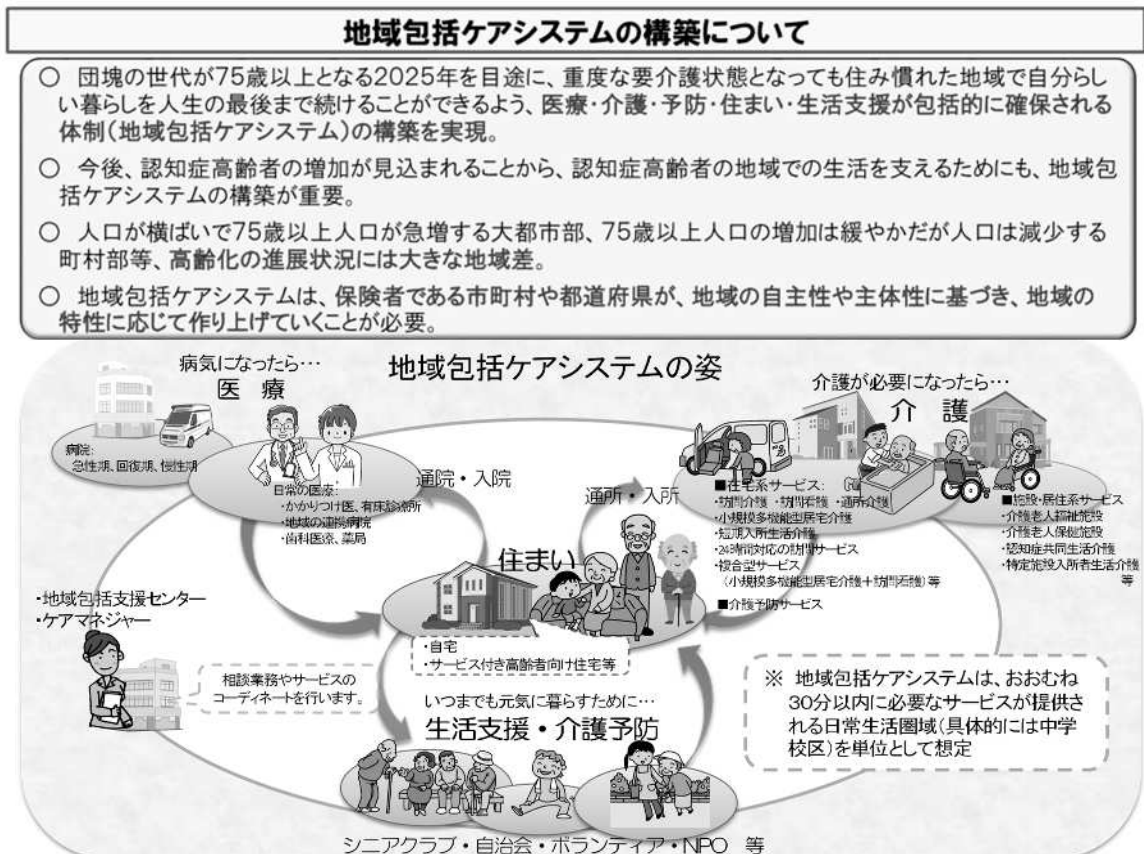 地域包括ケアシステムの構築について
○ 団塊の世代が75歳以上となる2025年を目途に、重度な要介護状態となっても住み慣れた地域で自分らし
い暮らしを人生の最後まで続けることができるよう、医療・介護・予防・住まい・生活支援が包括的に確保される
体制(地域包括ケアシステム)の構築を実現。
○ 今後、認知症高齢者の増加が見込まれることから、認知症高齢者の地域での生活を支えるためにも、地域包
括ケアシステムの構築が重要。
○ 人口が横ばいで75歳以上人口が急増する大都市部、75歳以上人口の増加は緩やかだが人口は減少する
町村部等、高齢化の進展状況には大きな地域差。
○ 地域包括ケアシステムは、保険者である市町村や都道府県が、地域の自主性や主体性に基づき、地域の
特性に応じて作り上げていくことが必要。
地域包括ケアシステムの姿
病気になったら…
医 療
病院:
急性期、回復期、慢性期
日常の医療:
・かかりつけ医、有床診療所
・地域の連携病院
・歯科医療、薬局
通院・入院
通所・入所
介護が必要になったら…
介 護
■在宅系サービス:
・訪問介護 ・訪問看護 ・通所介護
・小規模多機能型居宅介護
・短期入所生活介護
・24時間対応の訪問サービス
・複合型サービス
(小規模多機能型居宅介護+訪問看護)等
■介護予防サービス
■施設・居住系サービス
・介護老人福祉施設
・介護老人保健施設
・認知症共同生活介護
・特定施設入所者生活介護
等
住まい
・自宅
・サービス付き高齢者向け住宅等
・地域包括支援センター
・ケアマネジャー
相談業務やサービスの
コーディネートを行います。
いつまでも元気に暮らすために…
生活支援・介護予防
シニアクラブ・自治会・ボランティア・NPO 等
※ 地域包括ケアシステムは、おおむね
30分以内に必要なサービスが提供さ
れる日常生活圏域(具体的には中学
校区)を単位として想定